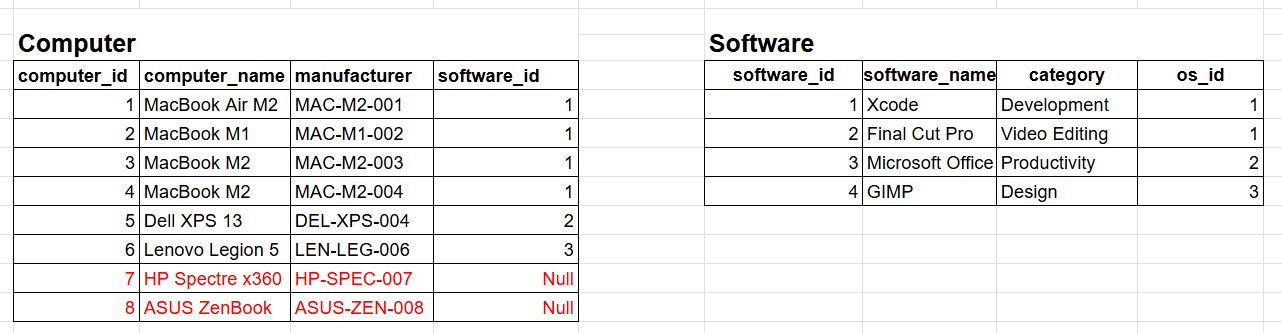 Computer
computer_id computer_name manufacturer software_id
1 MacBook Air M2 MAC-M2-001 1
2 MacBook M1 MAC-M1-002 1
3 MacBook M2 MAC-M2-003 1
4 MacBook M2 MAC-M2-004 1
5 Dell XPS 13 DEL-XPS-004 2
6 Lenovo Legion 5 LEN-LEG-006 3
7 HP Spectre x360 HP-SPEC-007 Null
8 ASUS ZenBook ASUS-ZEN-008 Null
Software
software_id software_name category os_id
1 Xcode Development 1
2 Final Cut Pro Video Editing 1
3 Microsoft Office Productivity 2
4 GIMP Design 3